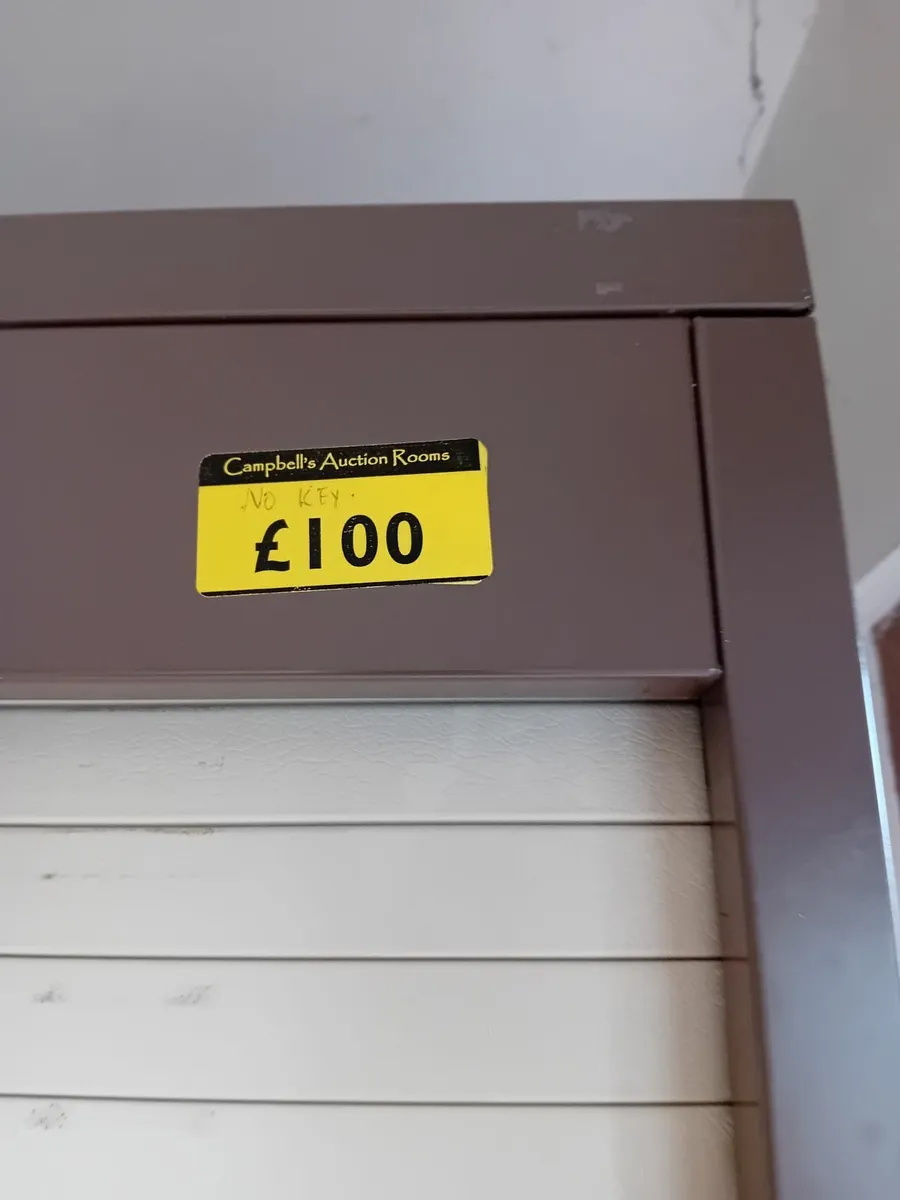 Campbell's Auction Rooms
NO KEY.
£100